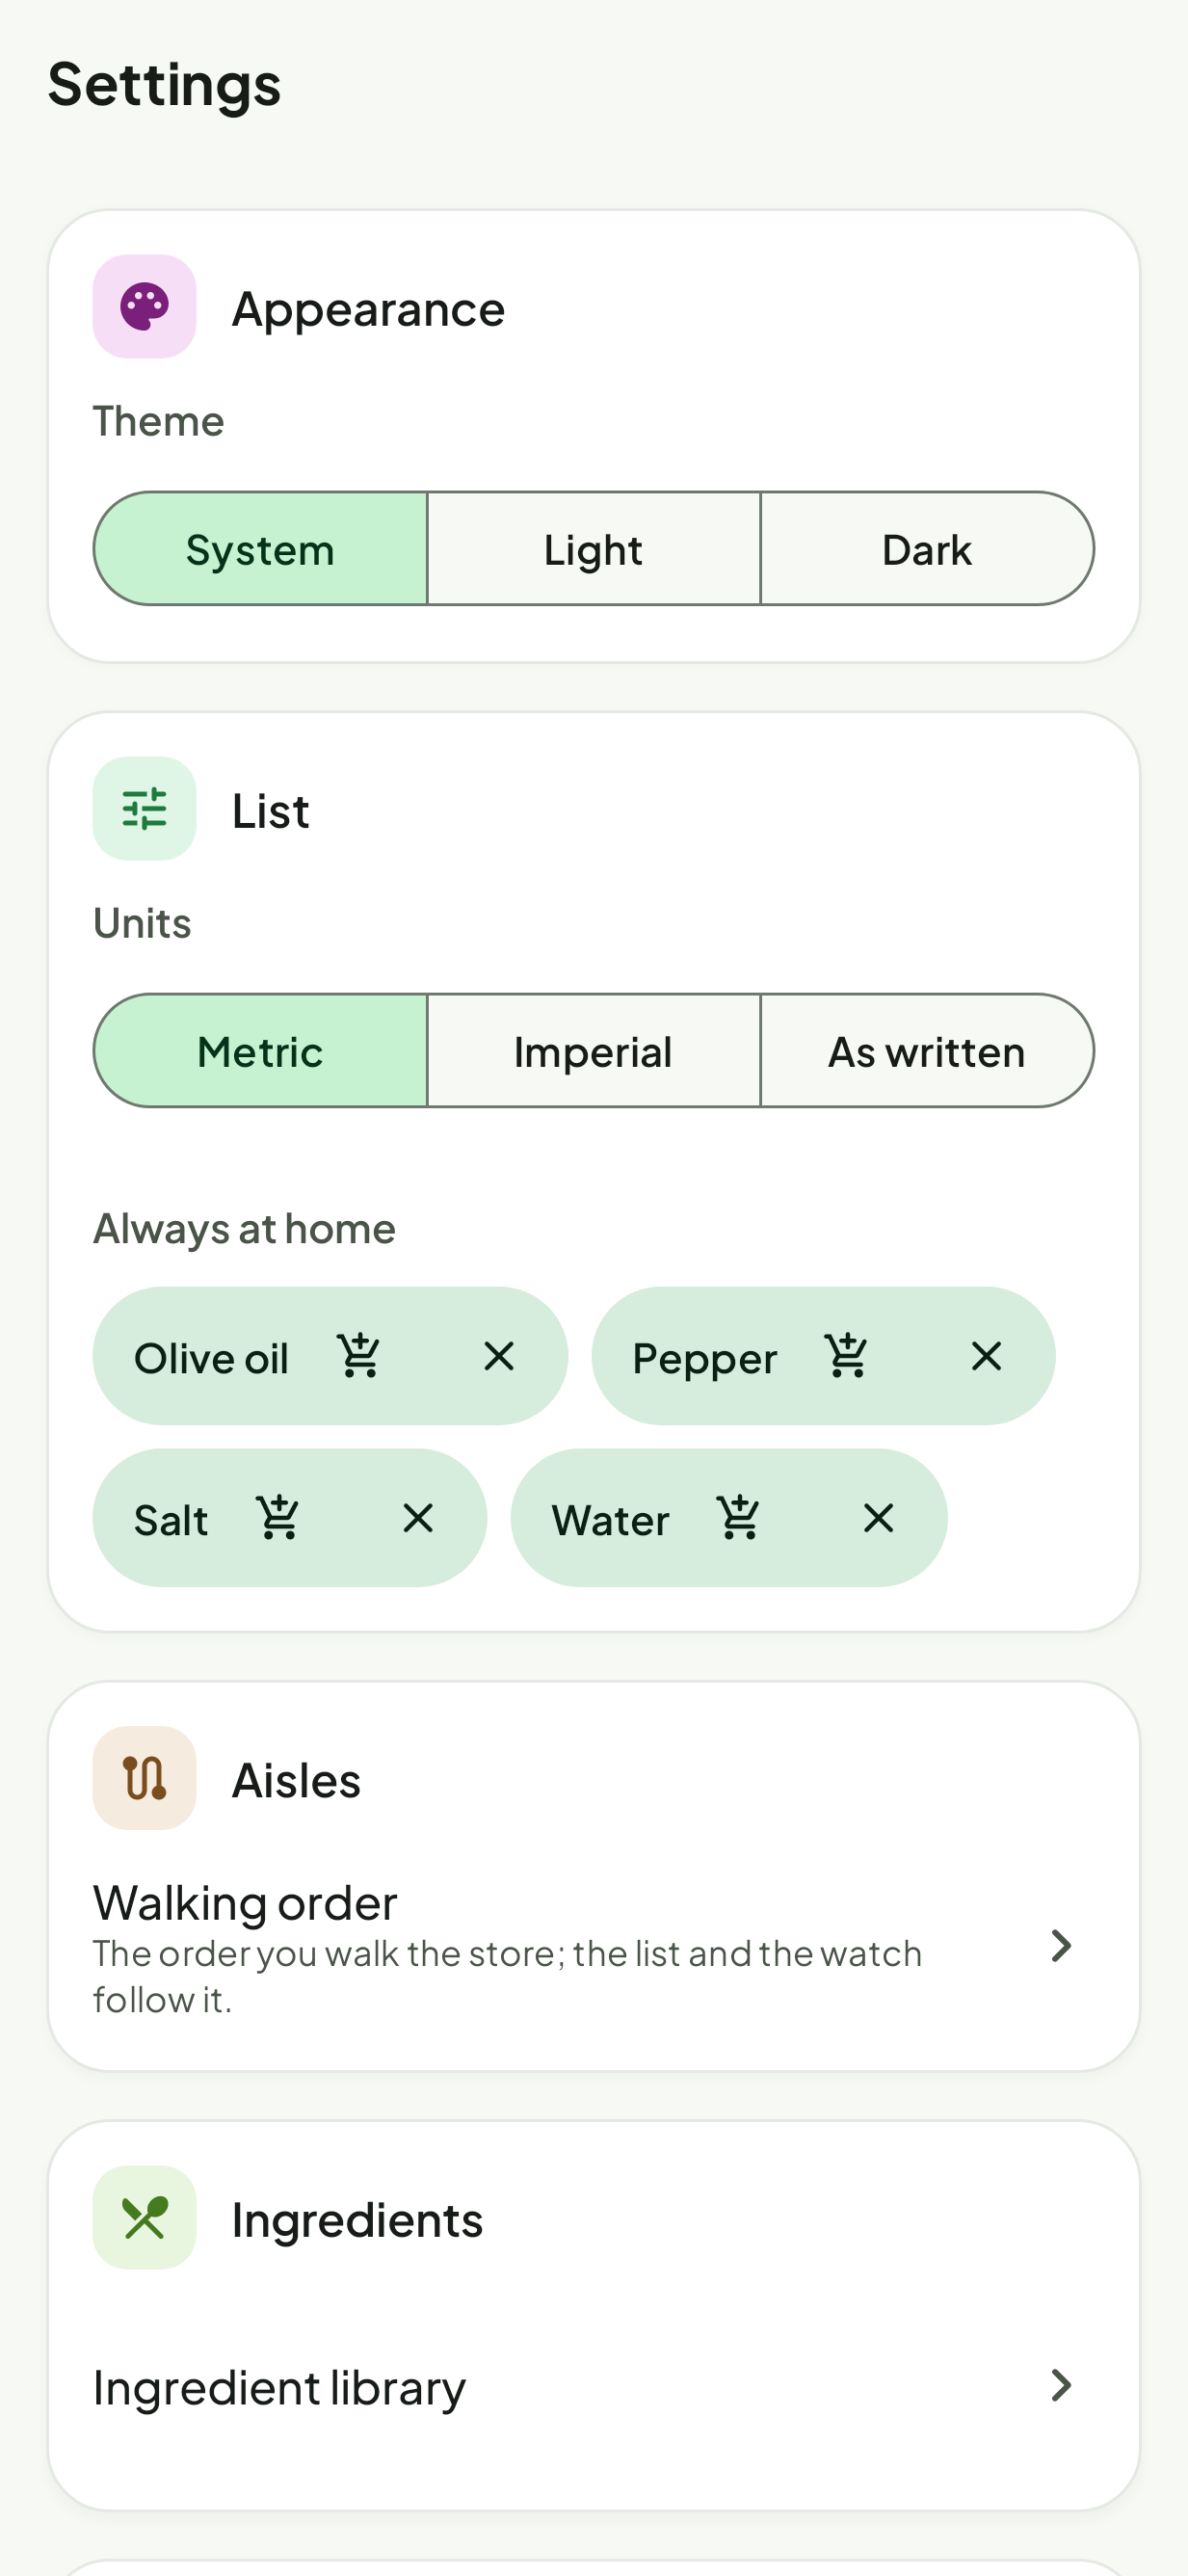 Settings
Appearance
Theme
System
Light
Dark
List
Units
Metric
Imperial
As written
Always at home
Olive oil
Pepper
Salt
Water
Aisles
Walking order
The order you walk the store; the list and the watch
follow it.
Ingredients
Ingredient library